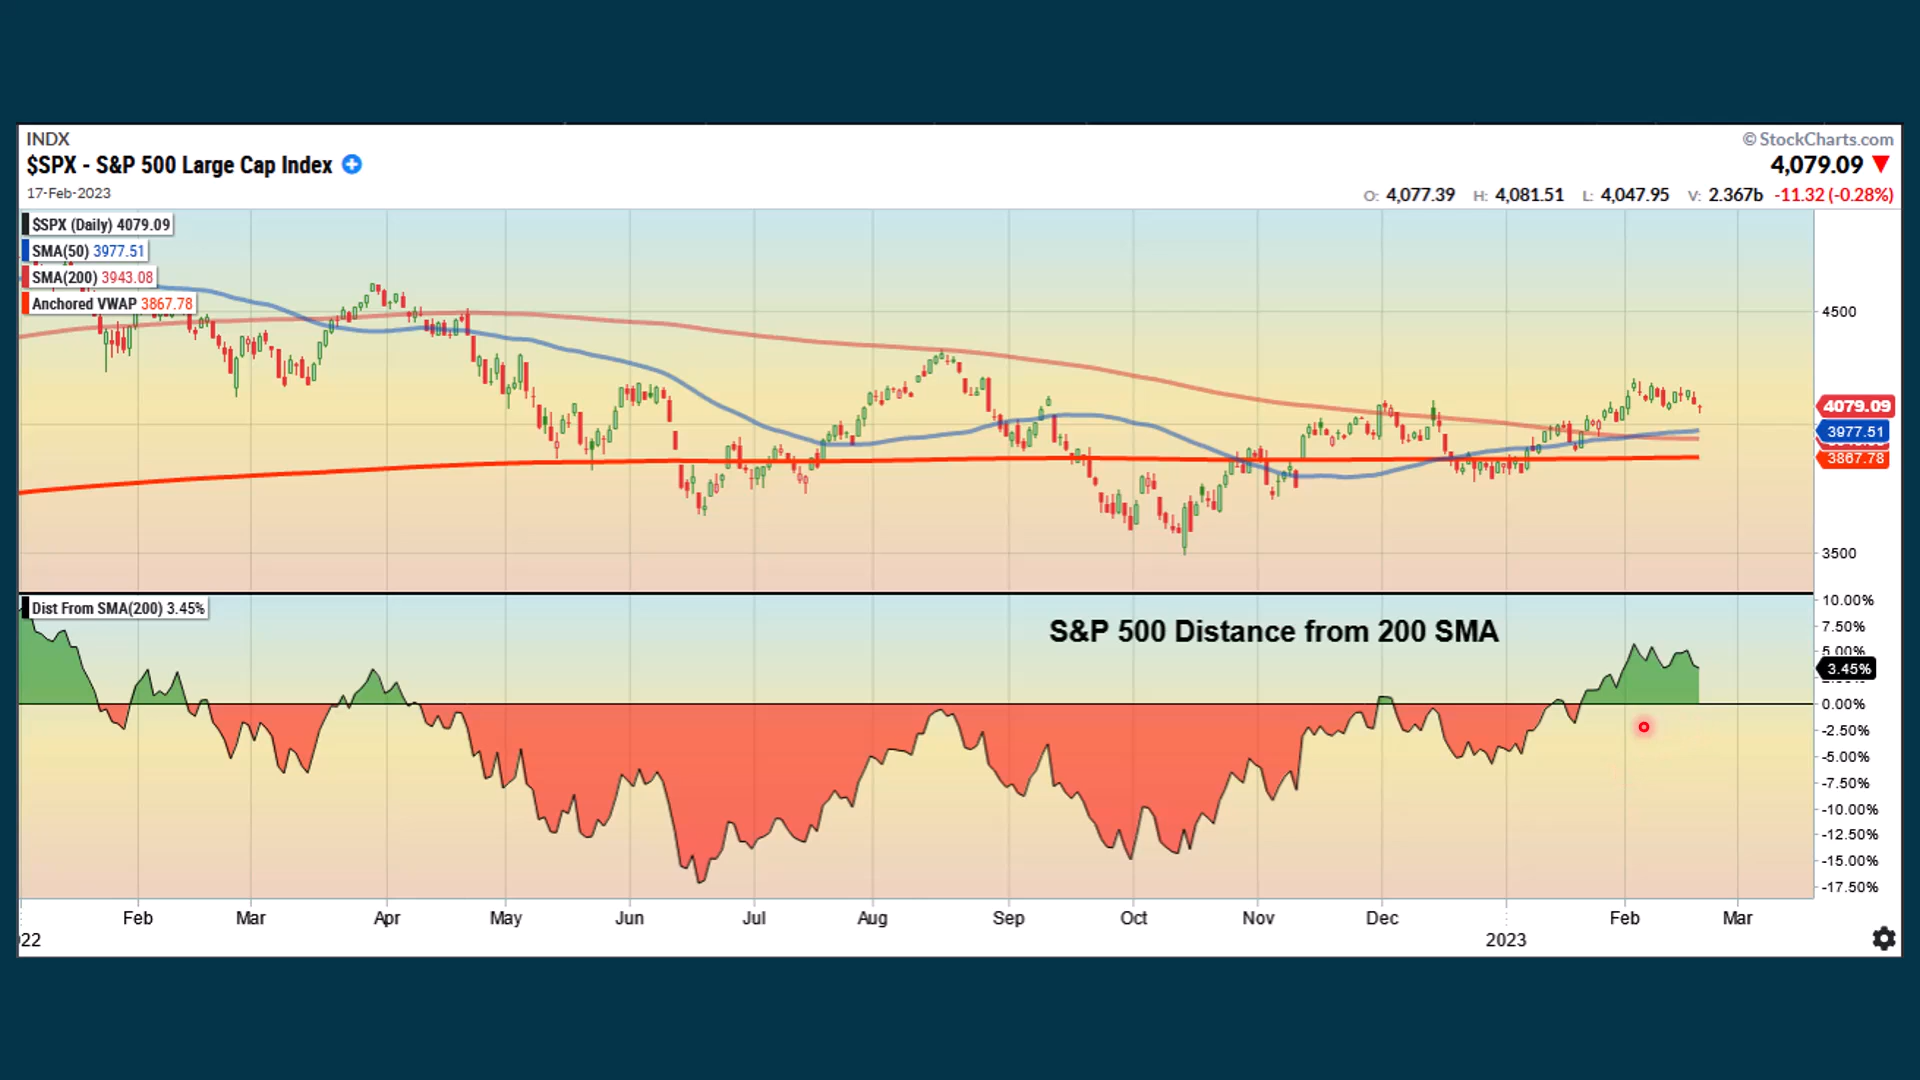 INDX
© StockCharts.com
$SPX - S&P 500 Large Cap Index
4,079.09
17-Feb-2023
O: 4,077.39 H: 4,081.51 L: 4,047.95 V: 2.367b -11.32 (-0.28%)
$SPX (Daily) 4079.09
SMA(50) 3977.51
SMA(200) 3943.08
Anchored VWAP 3867.78
4500
4079.09
3977.51
3867.78
3500
Dist From SMA(200) 3.45%
S&P 500 Distance from 200 SMA
10.00%
7.50%
5.00%
3.45%
0.00%
-2.50%
-5.00%
-7.50%
-10.00%
-12.50%
-15.00%
-17.50%
Feb Mar Apr May Jun Jul Aug Sep Oct Nov Dec Feb Mar
22 2023